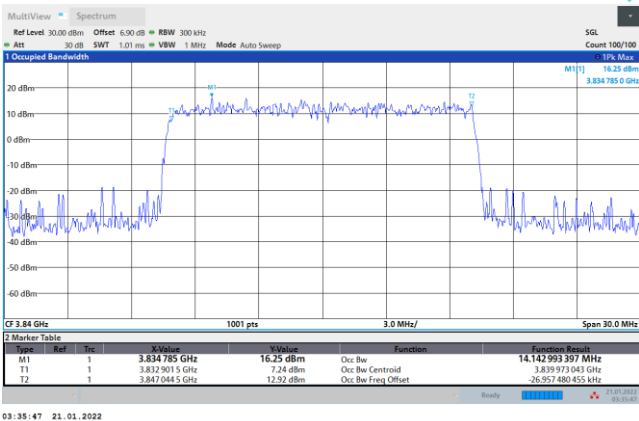 MultiView Spectrum
Ref Level 30.00 dBm Offset 6.90 dB RBW 300 kHz SGL
Att 30 dB SWT 1.01 ms VBW 1 MHz Mode Auto Sweep Count 100/100
1 Occupied Bandwidth 1Pk Max
M1[1] 16.25 dBm
3.834 785 0 GHz
M1
T1
T2
20 dBm
10 dBm
0 dBm
-10 dBm
-20 dBm
-30 dBm
-40 dBm
-50 dBm
-60 dBm
CF 3.84 GHz 1001 pts 3.0 MHz/ Span 30.0 MHz
2 Marker Table
Type Ref Trc X-Value Y-Value Function Function Result
M1 1 3.834 785 GHz 16.25 dBm Occ Bw 14.142 993 397 MHz
T1 1 3.832 901 5 GHz 7.24 dBm Occ Bw Centroid 3.839 973 043 GHz
T2 1 3.847 044 5 GHz 12.92 dBm Occ Bw Freq Offset -26.957 480 455 kHz
Ready 21.01.2022
03:35:47
03:35:47 21.01.2022